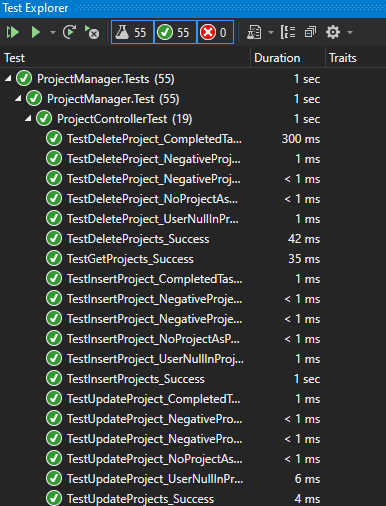 Test Explorer
55 55 0
Test Duration Traits
ProjectManager.Tests (55) 1 sec
ProjectManager.Test (55) 1 sec
ProjectControllerTest (19) 1 sec
TestDeleteProject_CompletedTa... 300 ms
TestDeleteProject_NegativeProj... 1 ms
TestDeleteProject_NegativeProj... < 1 ms
TestDeleteProject_NoProjectAs... < 1 ms
TestDeleteProject_UserNullInPr... 1 ms
TestDeleteProjects_Success 42 ms
TestGetProjects_Success 35 ms
TestInsertProject_CompletedTas... 1 ms
TestInsertProject_NegativeProje... < 1 ms
TestInsertProject_NegativeProje... < 1 ms
TestInsertProject_NoProjectAsP... < 1 ms
TestInsertProject_UserNullInProj... 1 ms
TestInsertProjects_Success 1 sec
TestUpdateProject_CompletedT... 1 ms
TestUpdateProject_NegativePro... < 1 ms
TestUpdateProject_NegativePro... < 1 ms
TestUpdateProject_NoProjectAs... < 1 ms
TestUpdateProject_UserNullInPr... 6 ms
TestUpdateProjects_Success 4 ms